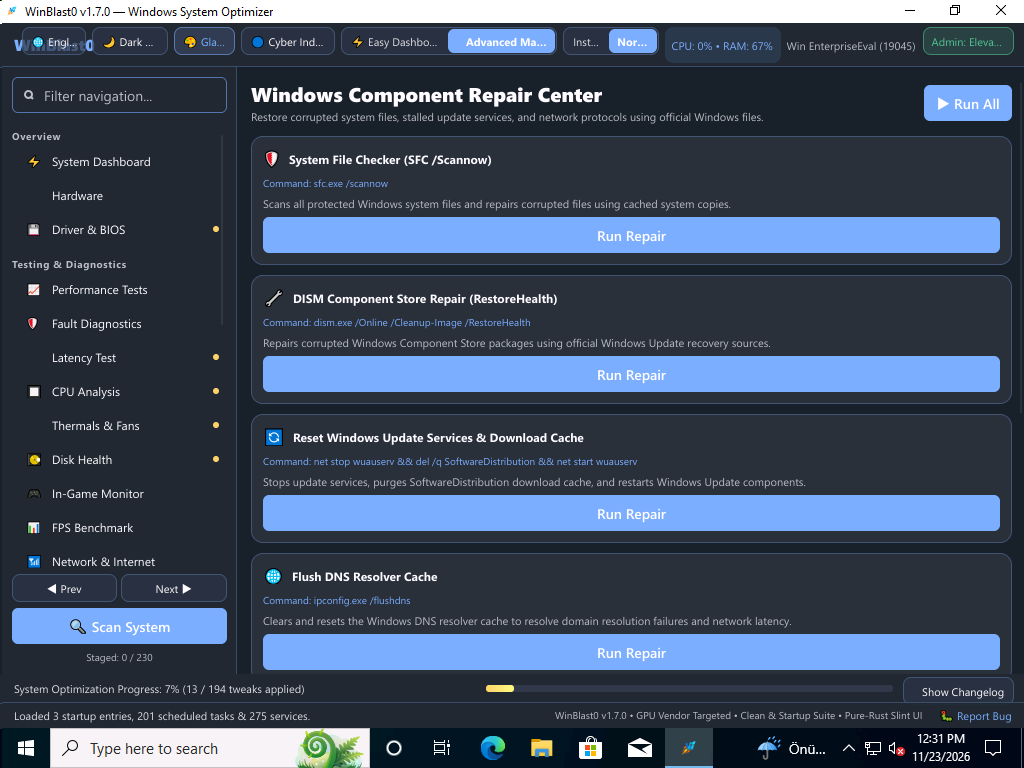 WinBlast0 v1.7.0 — Windows System Optimizer
WinBlast0
Engl...
Dark ...
Gla...
Cyber Ind...
Easy Dashbo...
Advanced Ma...
Inst...
Nor...
CPU: 0% • RAM: 67%
Win EnterpriseEval (19045)
Admin: Eleva...
Filter navigation...
Overview
System Dashboard
Hardware
Driver & BIOS
Testing & Diagnostics
Performance Tests
Fault Diagnostics
Latency Test
CPU Analysis
Thermals & Fans
Disk Health
In-Game Monitor
FPS Benchmark
Network & Internet
◀ Prev
Next ▶
Scan System
Staged: 0 / 230
Windows Component Repair Center
Restore corrupted system files, stalled update services, and network protocols using official Windows files.
▶ Run All
System File Checker (SFC /Scannow)
Command: sfc.exe /scannow
Scans all protected Windows system files and repairs corrupted files using cached system copies.
Run Repair
DISM Component Store Repair (RestoreHealth)
Command: dism.exe /Online /Cleanup-Image /RestoreHealth
Repairs corrupted Windows Component Store packages using official Windows Update recovery sources.
Run Repair
Reset Windows Update Services & Download Cache
Command: net stop wuauserv && del /q SoftwareDistribution && net start wuauserv
Stops update services, purges SoftwareDistribution download cache, and restarts Windows Update components.
Run Repair
Flush DNS Resolver Cache
Command: ipconfig.exe /flushdns
Clears and resets the Windows DNS resolver cache to resolve domain resolution failures and network latency.
Run Repair
System Optimization Progress: 7% (13 / 194 tweaks applied)
Show Changelog
Loaded 3 startup entries, 201 scheduled tasks & 275 services.
WinBlast0 v1.7.0 • GPU Vendor Targeted • Clean & Startup Suite • Pure-Rust Slint UI
Report Bug
Type here to search
Önü...
12:31 PM
11/23/2026